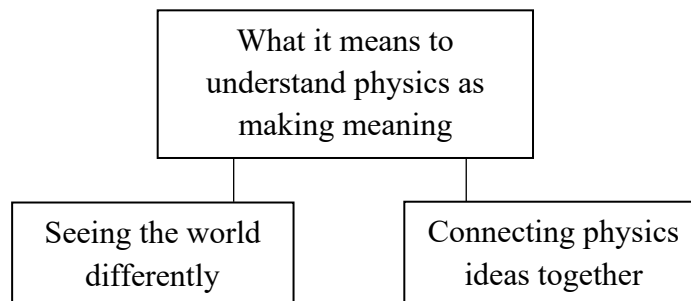 What it means to
understand physics as
making meaning
Seeing the world
differently
Connecting physics
ideas together